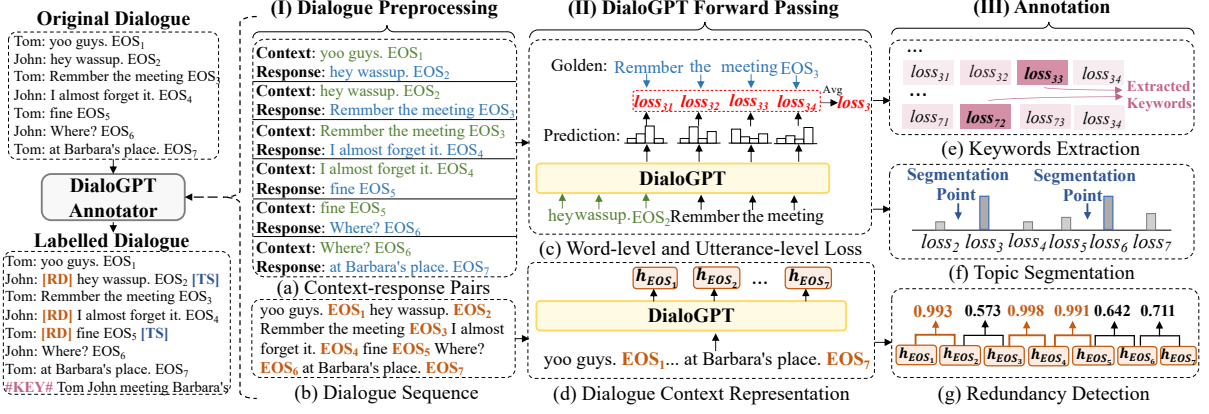 Original Dialogue
Tom: yoo guys. EOS1
John: hey wassup. EOS2
Tom: Remmber the meeting EOS3
John: I almost forget it. EOS4
Tom: fine EOS5
John: Where? EOS6
Tom: at Barbara's place. EOS7
DialoGPT
Annotator
Labelled Dialogue
Tom: yoo guys. EOS1
John: [RD] hey wassup. EOS2 [TS]
Tom: Remmber the meeting EOS3
John: [RD] I almost forget it. EOS4
Tom: [RD] fine EOS5 [TS]
John: Where? EOS6
Tom: at Barbara's place. EOS7
#KEY# Tom John meeting Barbara's
(I) Dialogue Preprocessing
Context: yoo guys. EOS1
Response: hey wassup. EOS2
Context: hey wassup. EOS2
Response: Remmber the meeting EOS3
Context: Remmber the meeting EOS3
Response: I almost forget it. EOS4
Context: I almost forget it. EOS4
Response: fine EOS5
Context: fine EOS5
Response: Where? EOS6
Context: Where? EOS6
Response: at Barbara's place. EOS7
(a) Context-response Pairs
yoo guys. EOS1 hey wassup. EOS2
Remmber the meeting EOS3 I almost
forget it. EOS4 fine EOS5 Where?
EOS6 at Barbara's place. EOS7
(b) Dialogue Sequence
(II) DialoGPT Forward Passing
Golden: Remmber the meeting EOS3
loss31 loss32 loss33 loss34 Avg loss3
Prediction:
DialoGPT
hey wassup. EOS2 Remmber the meeting
(c) Word-level and Utterance-level Loss
hEOS1 hEOS2 ... hEOS7
DialoGPT
yoo guys. EOS1... at Barbara's place. EOS7
(d) Dialogue Context Representation
(III) Annotation
...
loss31 loss32 loss33 loss34
... Extracted
Keywords
loss71 loss72 loss73 loss34
(e) Keywords Extraction
Segmentation Segmentation
Point Point
loss2 loss3 loss4 loss5 loss6 loss7
(f) Topic Segmentation
0.993 0.573 0.998 0.991 0.642 0.711
hEOS1 hEOS2 hEOS3 hEOS4 hEOS5 hEOS6 hEOS7
(g) Redundancy Detection